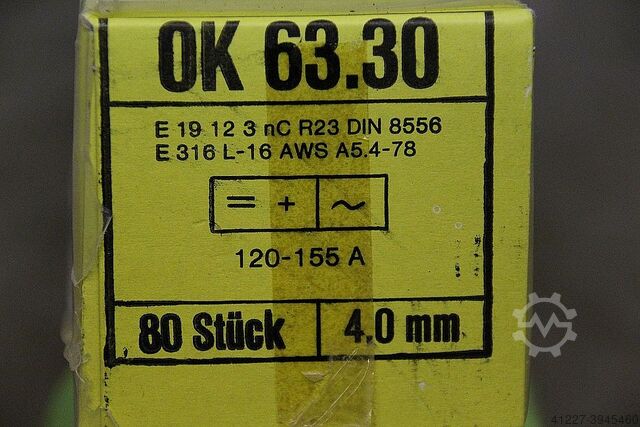 OK 63.30
E 19 12 3 nC R23 DIN 8556
E 316 L-16 AWS A5.4-78
= + ~
120-155 A
80 Stück 4.0 mm
41227-3945460